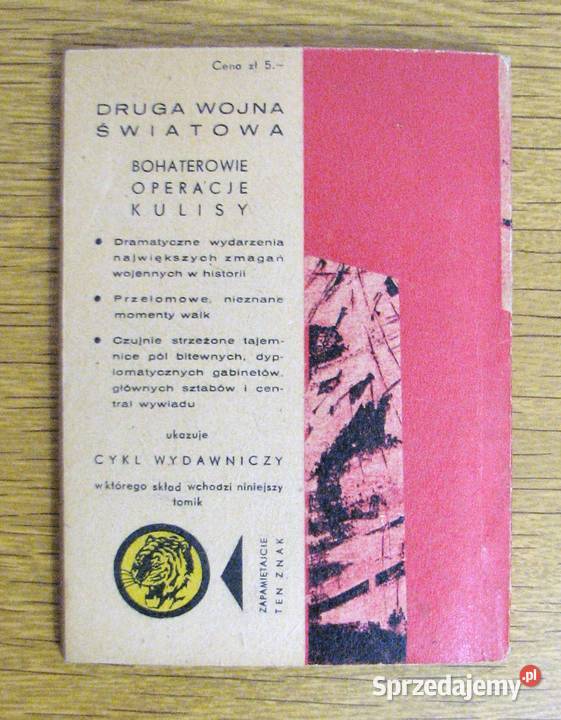 Cena zł 5.–
DRUGA WOJNA
ŚWIATOWA
BOHATEROWIE
OPERACJE
KULISY
• Dramatyczne wydarzenia
największych zmagań
wojennych w historii
• Przełomowe, nieznane
momenty walk
• Czujnie strzeżone tajem-
nice pól bitewnych, dyp-
lomatycznych gabinetów,
głównych sztabów i cen-
tral wywiadu
ukazuje
CYKL WYDAWNICZY
w którego skład wchodzi niniejszy
tomik
ZAPAMIĘTAJCIE
TEN ZNAK
Sprzedajemy.pl